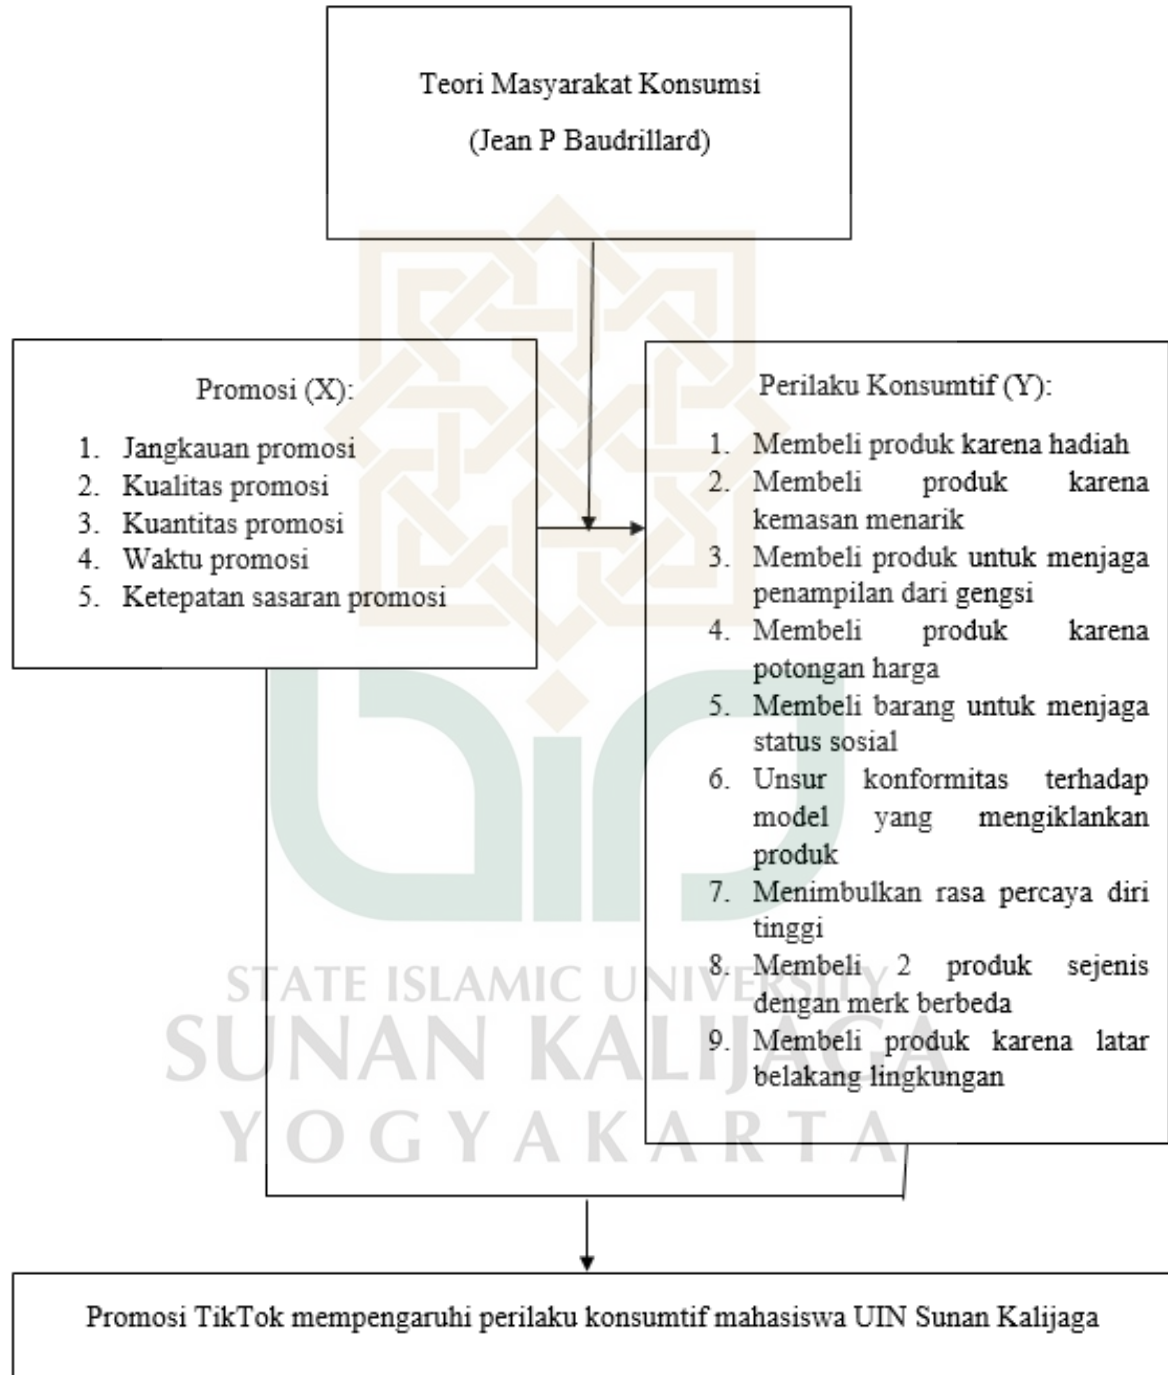 Teori Masyarakat Konsumsi
(Jean P Baudrillard)
Promosi (X):
1. Jangkauan promosi
2. Kualitas promosi
3. Kuantitas promosi
4. Waktu promosi
5. Ketepatan sasaran promosi
Perilaku Konsumtif (Y):
1. Membeli produk karena hadiah
2. Membeli produk karena
kemasan menarik
3. Membeli produk untuk menjaga
penampilan dari gengsi
4. Membeli produk karena
potongan harga
5. Membeli barang untuk menjaga
status sosial
6. Unsur konformitas terhadap
model yang mengiklankan
produk
7. Menimbulkan rasa percaya diri
tinggi
8. Membeli 2 produk sejenis
dengan merk berbeda
9. Membeli produk karena latar
belakang lingkungan
STATE ISLAMIC UNIVERSITY
SUNAN KALIJAGA
YOGYAKARTA
Promosi TikTok mempengaruhi perilaku konsumtif mahasiswa UIN Sunan Kalijaga